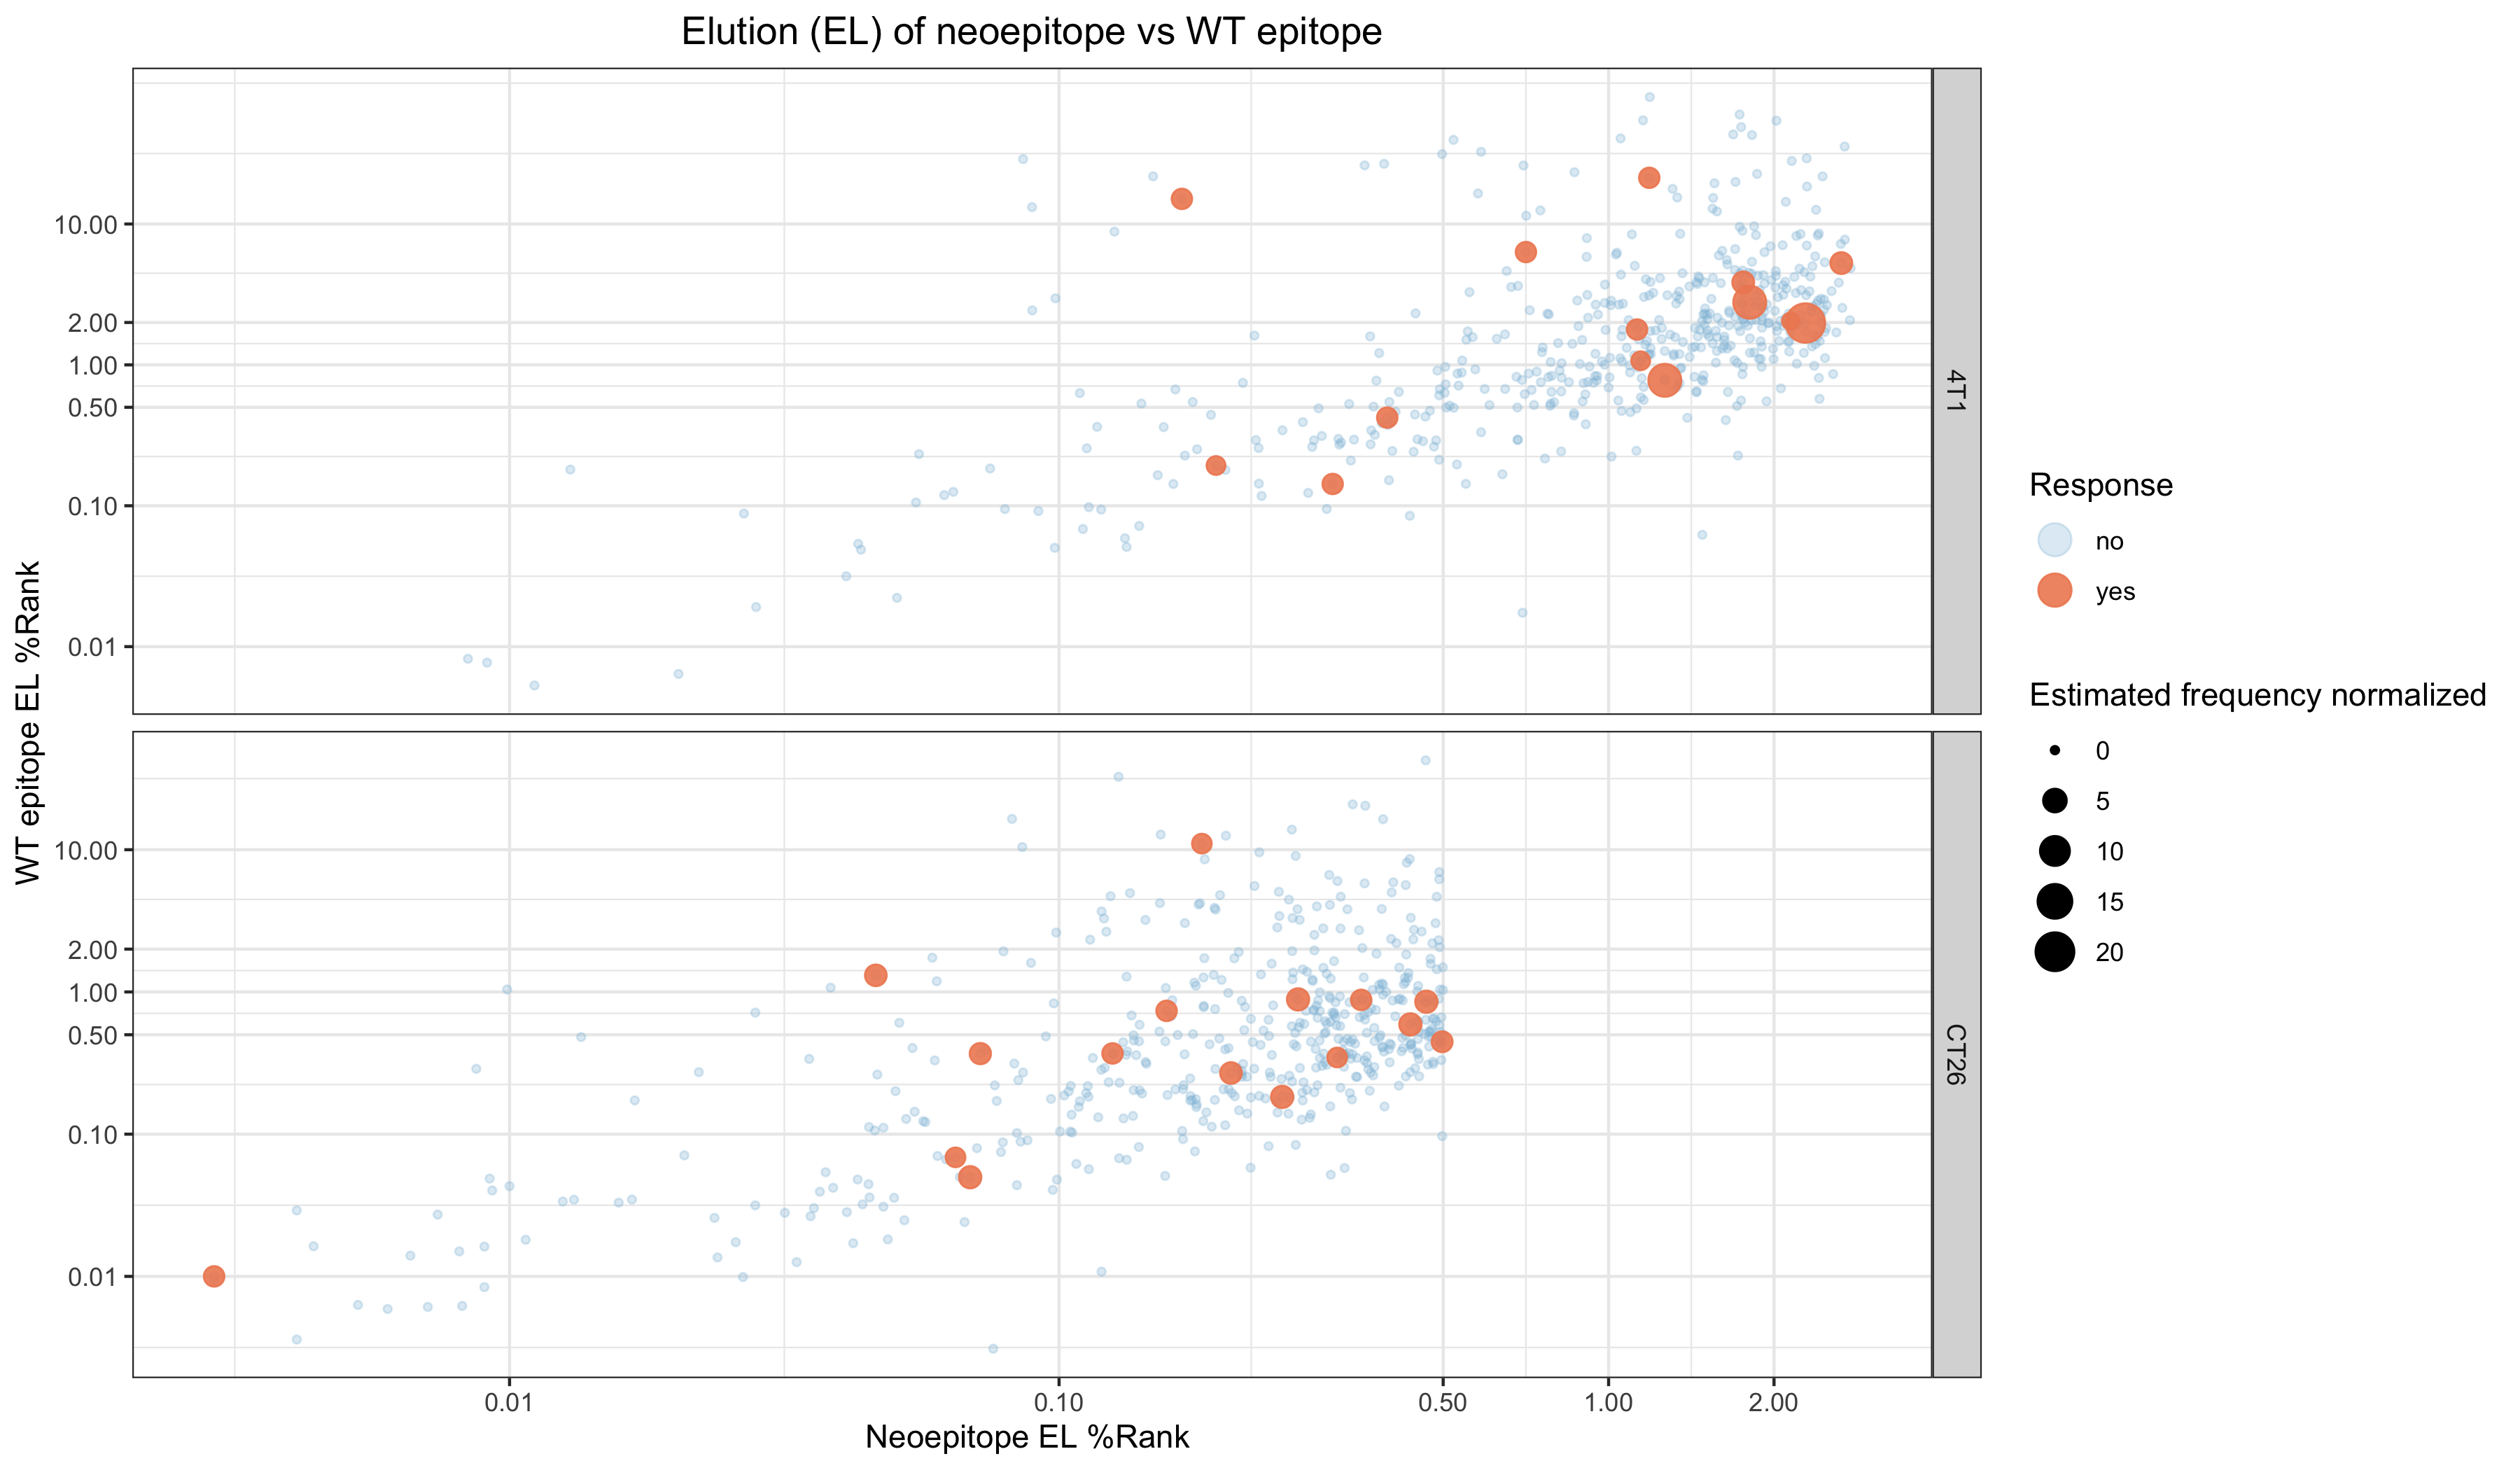 Elution (EL) of neoepitope vs WT epitope
WT epitope EL %Rank
10.00
2.00
1.00
0.50
0.10
0.01
4T1
10.00
2.00
1.00
0.50
0.10
0.01
CT26
0.01
0.10
0.50
1.00
2.00
Neoepitope EL %Rank
Response
no
yes
Estimated frequency normalized
0
5
10
15
20